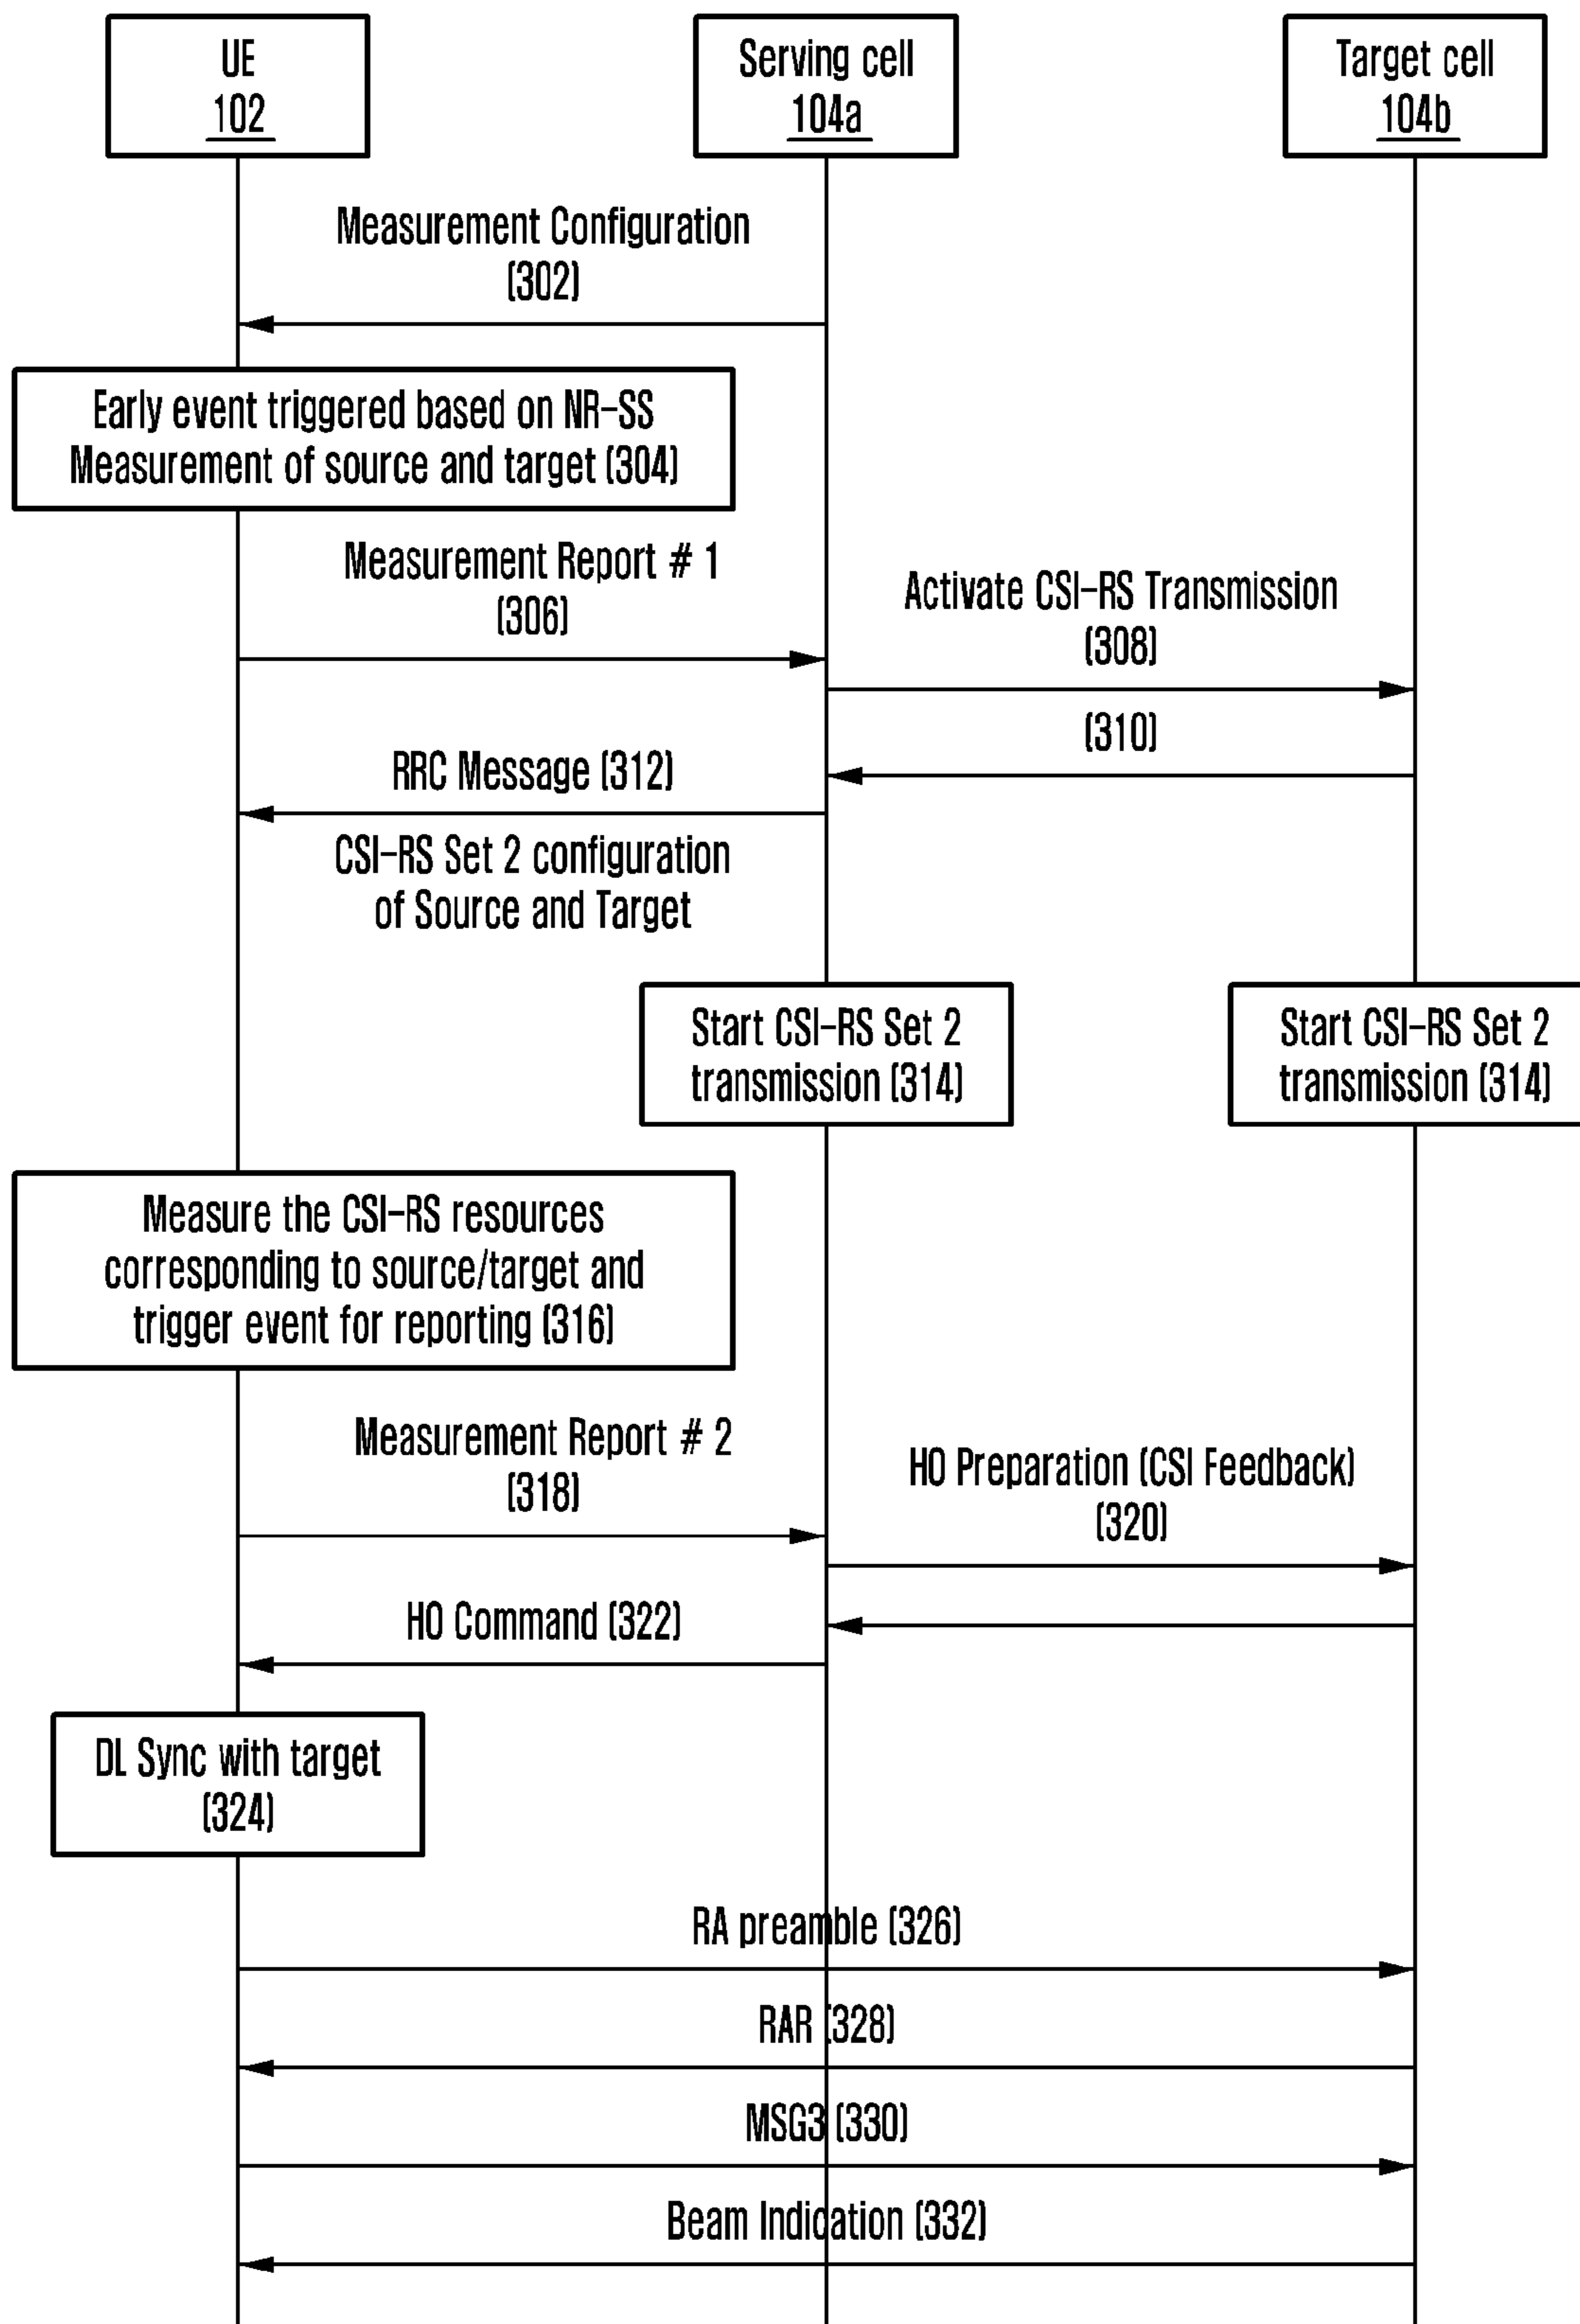 UE
102
Serving cell
104a
Target cell
104b
Measurement Configuration
(302)
Early event triggered based on NR-SS
Measurement of source and target (304)
Measurement Report # 1
(306)
Activate CSI-RS Transmission
(308)
(310)
RRC Message (312)
CSI-RS Set 2 configuration
of Source and Target
Start CSI-RS Set 2
transmission (314)
Start CSI-RS Set 2
transmission (314)
Measure the CSI-RS resources
corresponding to source/target and
trigger event for reporting (316)
Measurement Report # 2
(318)
HO Preparation (CSI Feedback)
(320)
HO Command (322)
DL Sync with target
(324)
RA preamble (326)
RAR (328)
MSG3 (330)
Beam Indication (332)